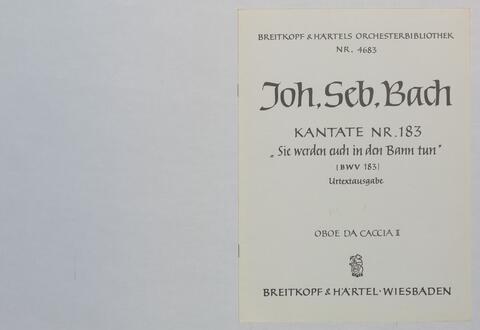 BREITKOPF & HÄRTELS ORCHESTERBIBLIOTHEK
NR. 4683
Joh. Seb. Bach
KANTATE NR. 183
„Sie werden euch in den Bann tun"
(BWV 183)
Urtextausgabe
OBOE DA CACCIA II
BREITKOPF & HÄRTEL · WIESBADEN